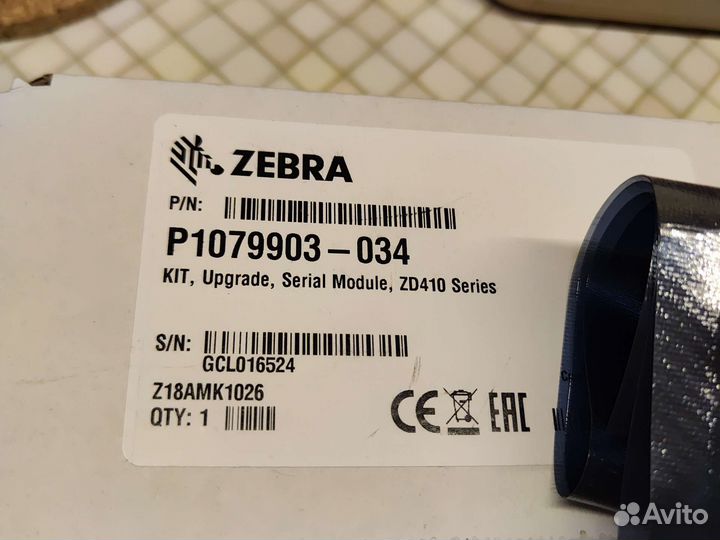 ZEBRA
P/N:
P1079903-034
KIT, Upgrade, Serial Module, ZD410 Series
S/N:
GCL016524
Z18AMK1026
QTY: 1
CE EAC
Avito